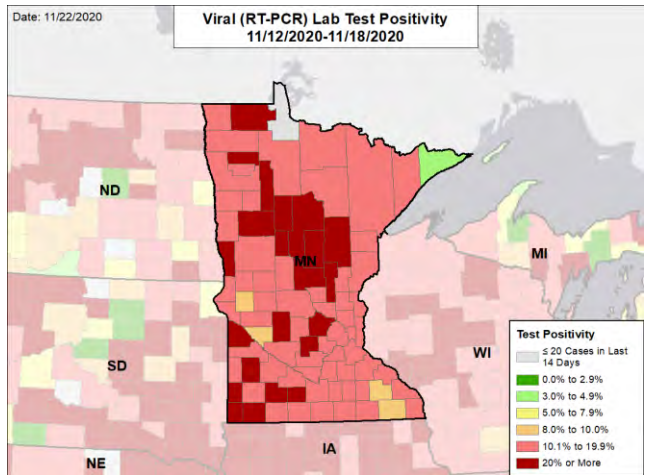 Date: 11/22/2020
Viral (RT-PCR) Lab Test Positivity
11/12/2020-11/18/2020
ND
MN
MI
SD
WI
IA
NE
Test Positivity
≤ 20 Cases in Last
14 Days
0.0% to 2.9%
3.0% to 4.9%
5.0% to 7.9%
8.0% to 10.0%
10.1% to 19.9%
20% or More